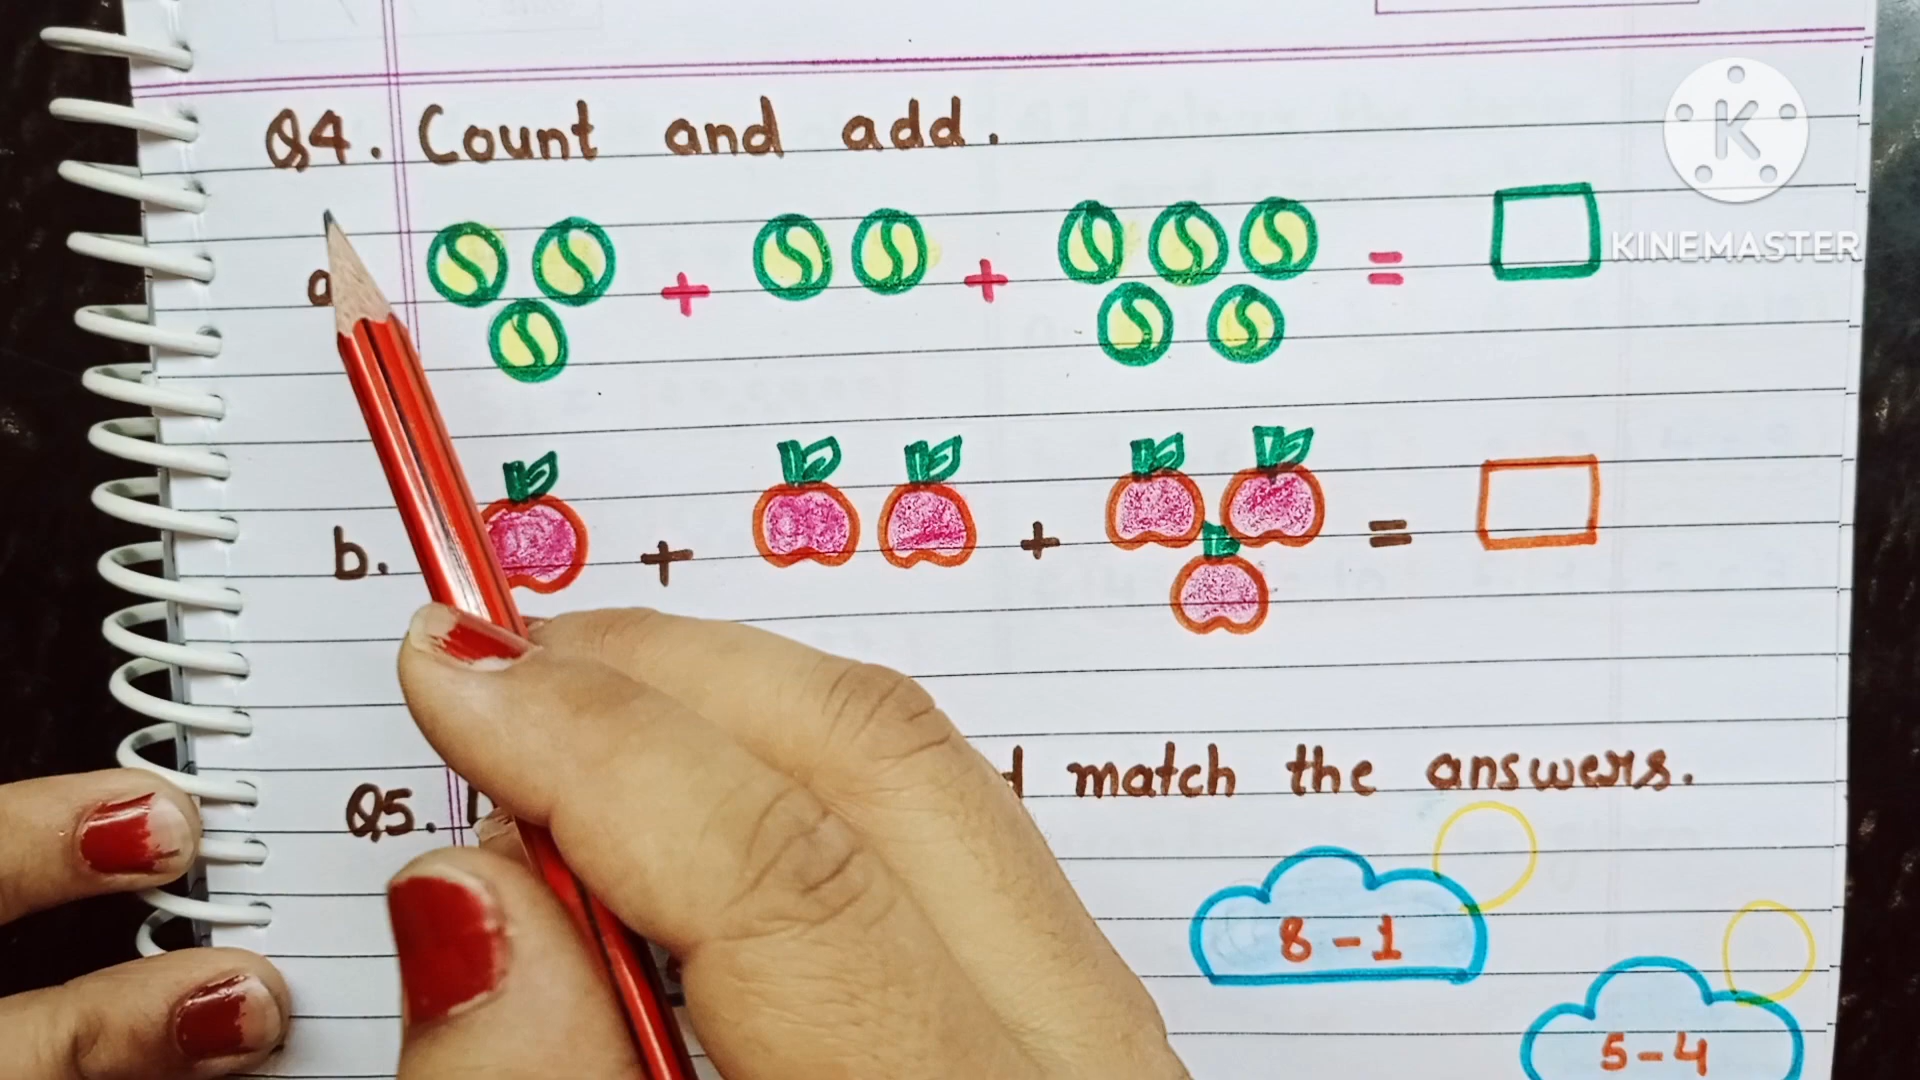 Q4. Count and add.
K
KINEMASTER
+ + =
b. + + =
Q5. match the answers.
8-1
5-4